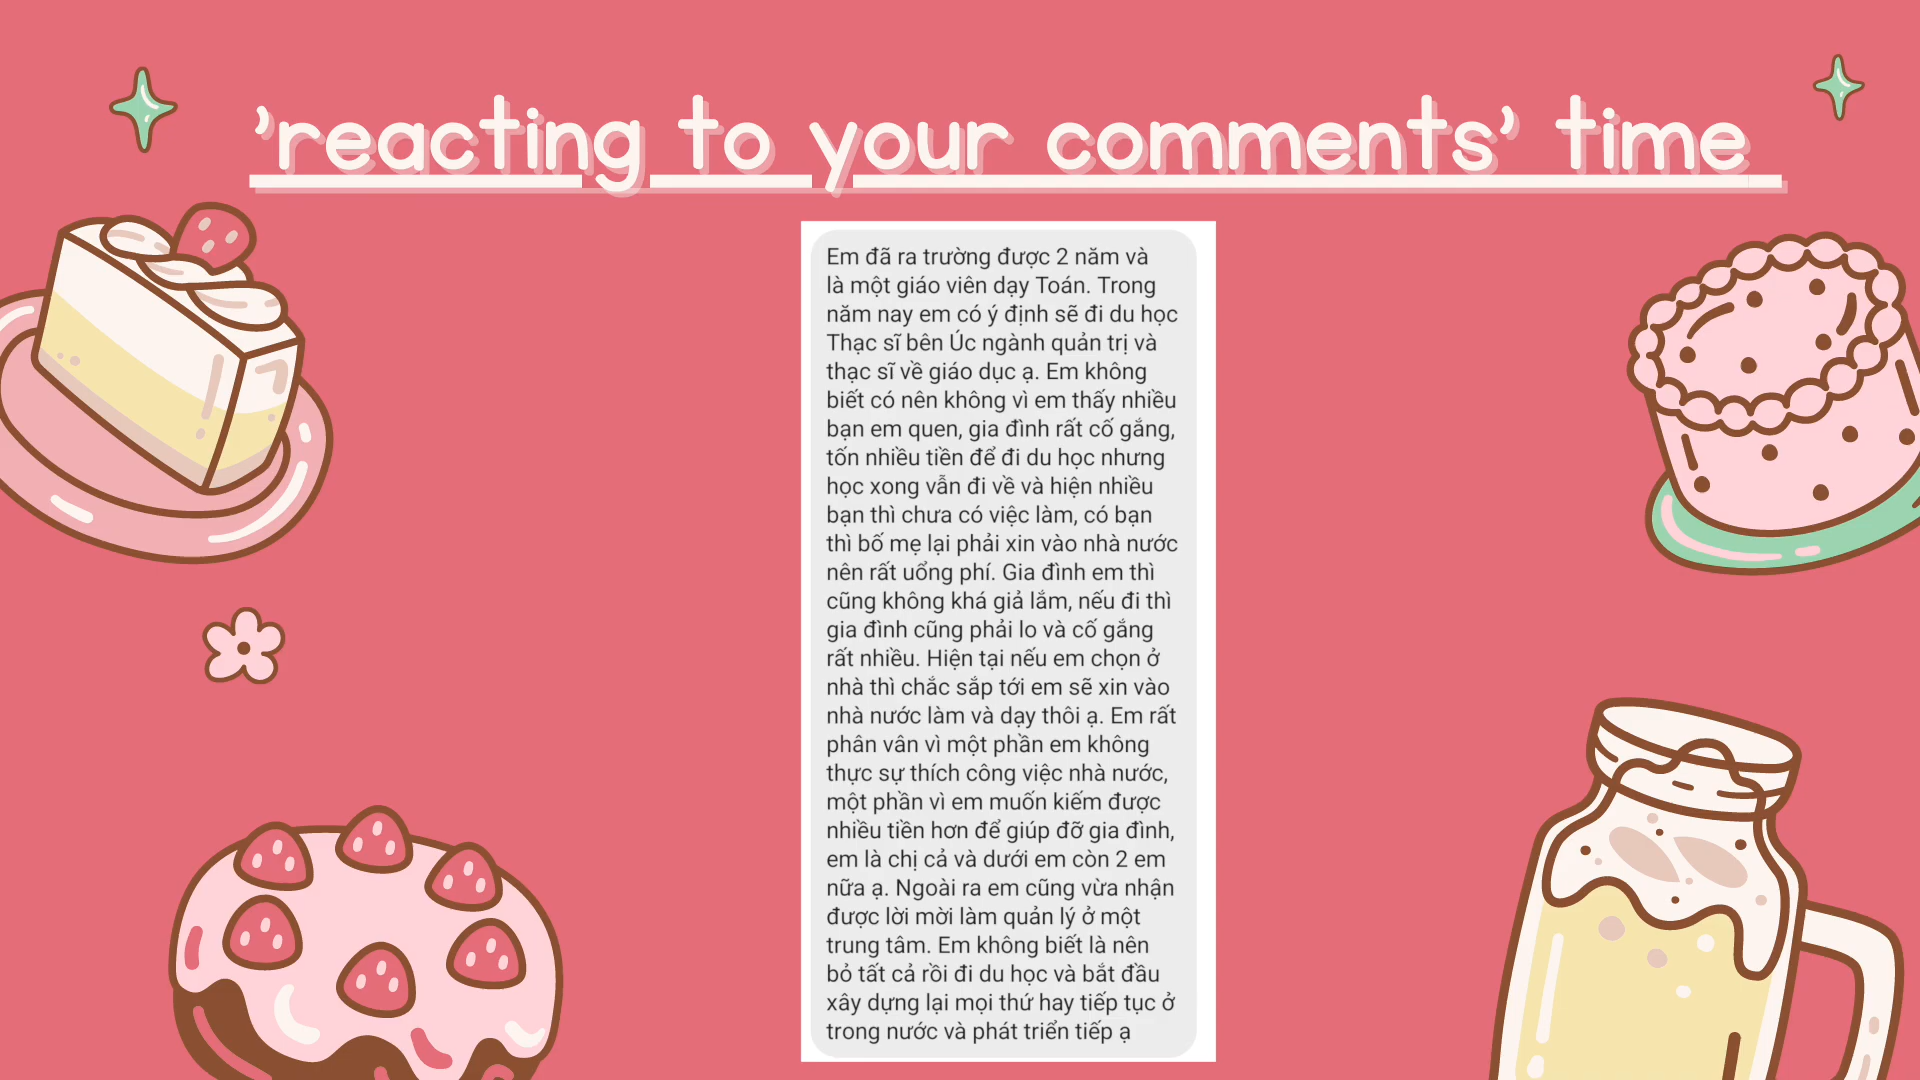 ’reacting to your comments’ time
Em đã ra trường được 2 năm và
là một giáo viên dạy Toán. Trong
năm nay em có ý định sẽ đi du học
Thạc sĩ bên Úc ngành quản trị và
thạc sĩ về giáo dục ạ. Em không
biết có nên không vì em thấy nhiều
bạn em quen, gia đình rất cố gắng,
tốn nhiều tiền để đi du học nhưng
học xong vẫn đi về và hiện nhiều
bạn thì chưa có việc làm, có bạn
thì bố mẹ lại phải xin vào nhà nước
nên rất uổng phí. Gia đình em thì
cũng không khá giả lắm, nếu đi thì
gia đình cũng phải lo và cố gắng
rất nhiều. Hiện tại nếu em chọn ở
nhà thì chắc sắp tới em sẽ xin vào
nhà nước làm và dạy thôi ạ. Em rất
phân vân vì một phần em không
thực sự thích công việc nhà nước,
một phần vì em muốn kiếm được
nhiều tiền hơn để giúp đỡ gia đình,
em là chị cả và dưới em còn 2 em
nữa ạ. Ngoài ra em cũng vừa nhận
được lời mời làm quản lý ở một
trung tâm. Em không biết là nên
bỏ tất cả rồi đi du học và bắt đầu
xây dựng lại mọi thứ hay tiếp tục ở
trong nước và phát triển tiếp ạ